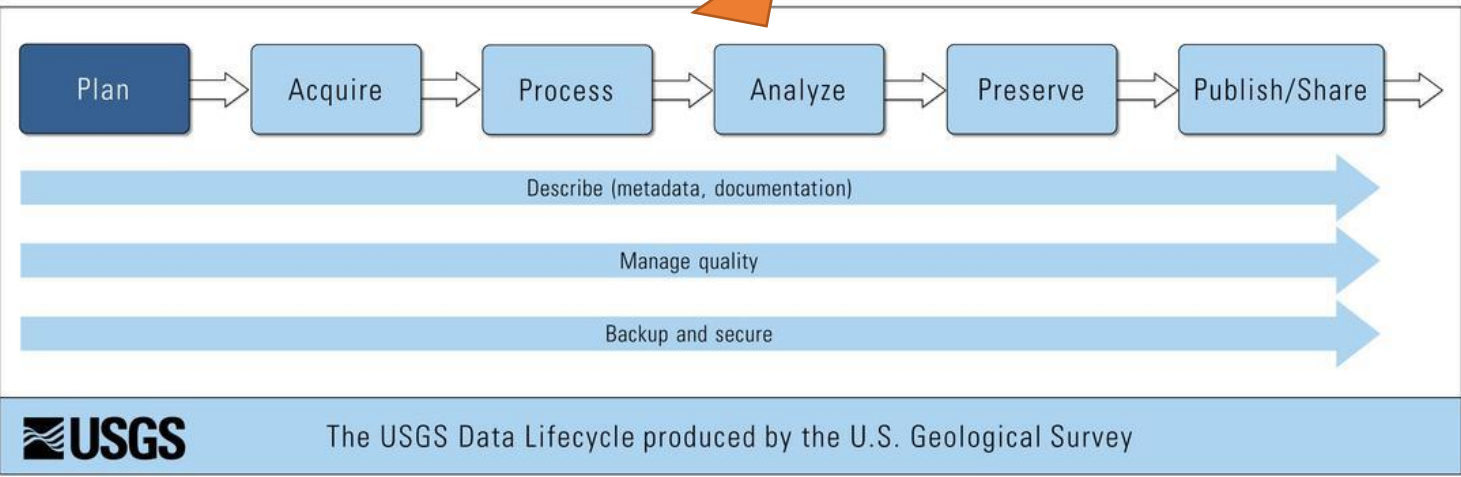 Plan
Acquire
Process
Analyze
Preserve
Publish/Share
Describe (metadata, documentation)
Manage quality
Backup and secure
USGS
The USGS Data Lifecycle produced by the U.S. Geological Survey